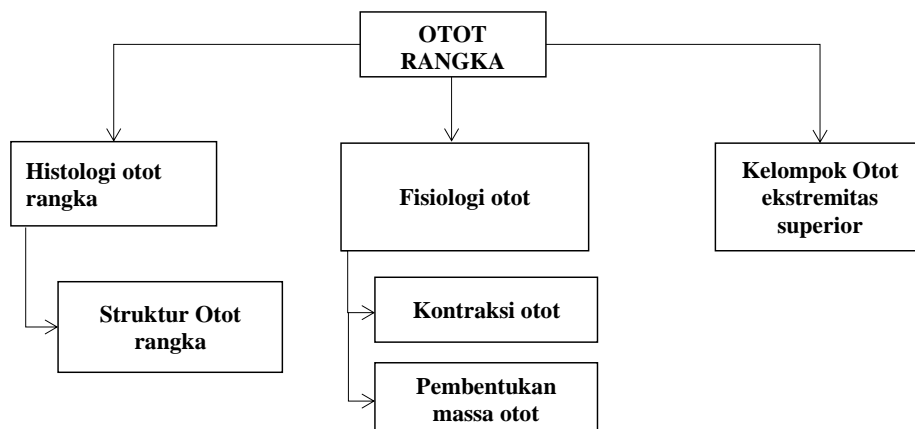 OTOT
RANGKA
Histologi otot
rangka
Fisiologi otot
Kelompok Otot
ekstremitas
superior
Struktur Otot
rangka
Kontraksi otot
Pembentukan
massa otot